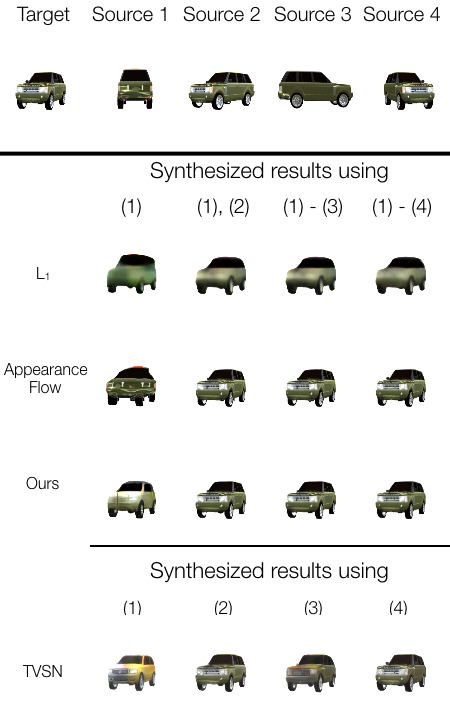 Target Source 1 Source 2 Source 3 Source 4
Synthesized results using
(1) (1), (2) (1) - (3) (1) - (4)
L₁
Appearance
Flow
Ours
Synthesized results using
(1) (2) (3) (4)
TVSN